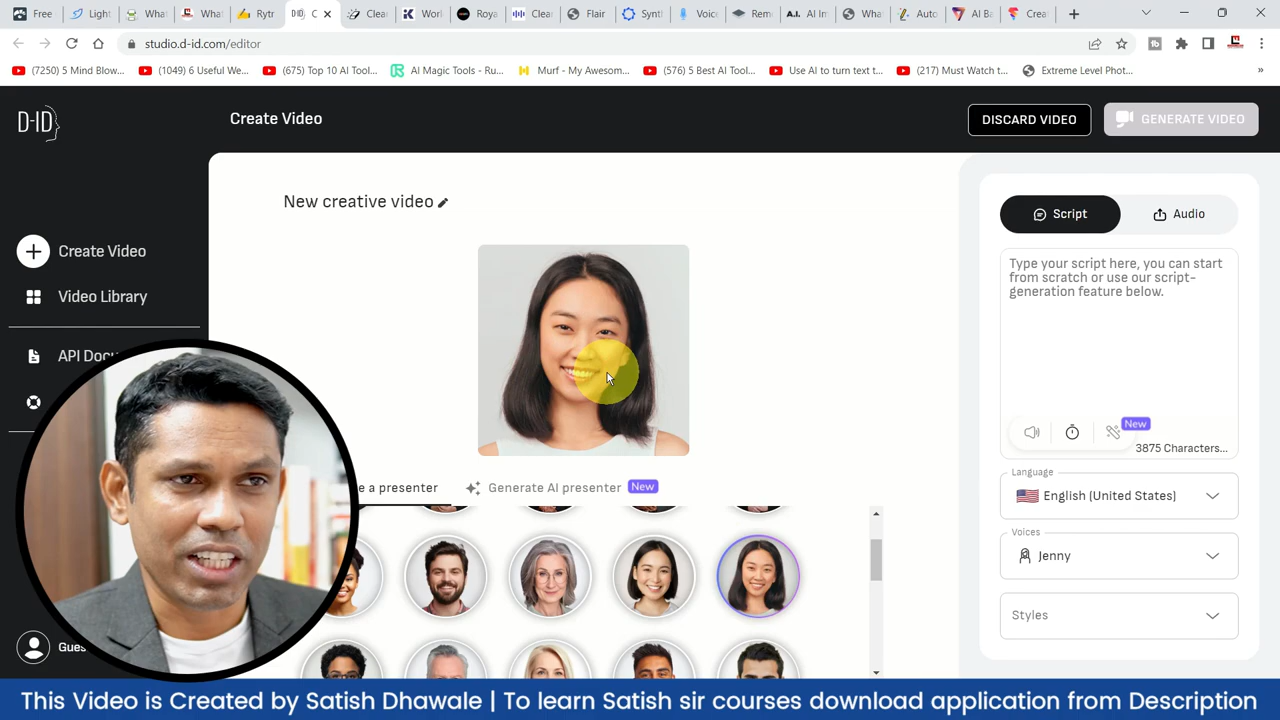 Free
Light
What
What
Rytr
C
Clea
Work
Roya
Clea
Flair
Synt
Voic
Rem
AI Im
What
Auto
AI Ba
Crea
studio.d-id.com/editor
(7250) 5 Mind Blow...
(1049) 6 Useful We...
(675) Top 10 AI Tool...
AI Magic Tools - Ru...
Murf - My Awesom...
(576) 5 Best AI Tool...
Use AI to turn text t...
(217) Must Watch t...
Extreme Level Phot...
»
D-ID
Create Video
DISCARD VIDEO
GENERATE VIDEO
New creative video
Script
Audio
Create Video
Video Library
API Docu
Type your script here, you can start
from scratch or use our script-
generation feature below.
New
3875 Characters...
Language
English (United States)
Voices
Jenny
Styles
e a presenter
Generate AI presenter New
Gues
This Video is Created by Satish Dhawale | To learn Satish sir courses download application from Description